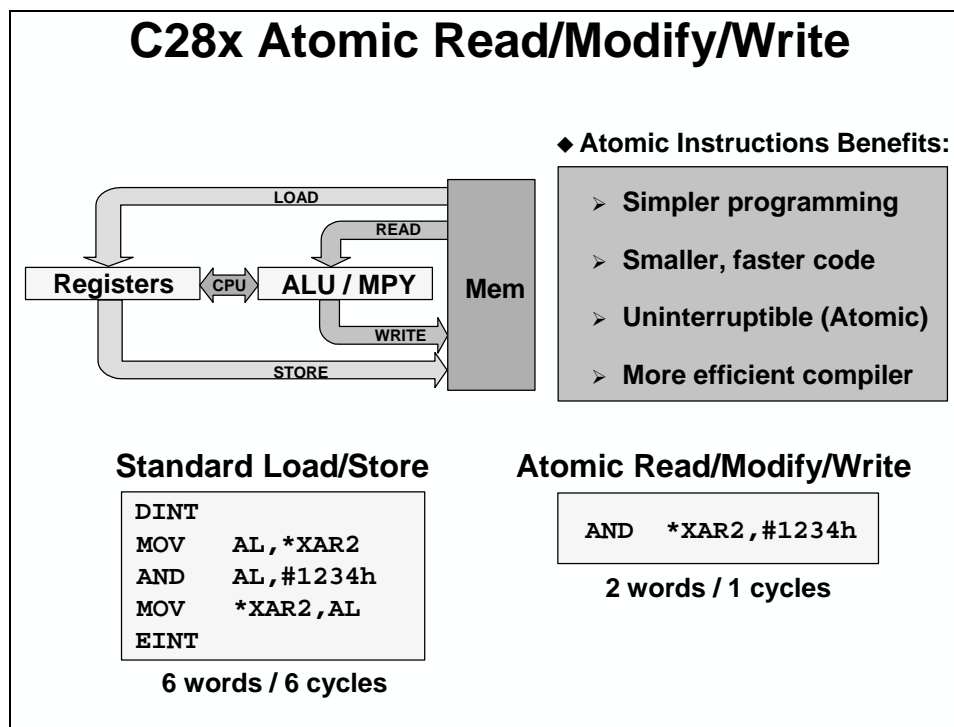 C28x Atomic Read/Modify/Write
LOAD
READ
Registers
CPU
ALU / MPY
Mem
WRITE
STORE
◆ Atomic Instructions Benefits:
➢ Simpler programming
➢ Smaller, faster code
➢ Uninterruptible (Atomic)
➢ More efficient compiler
Standard Load/Store
DINT
MOV AL,*XAR2
AND AL,#1234h
MOV *XAR2,AL
EINT
6 words / 6 cycles
Atomic Read/Modify/Write
AND *XAR2,#1234h
2 words / 1 cycles